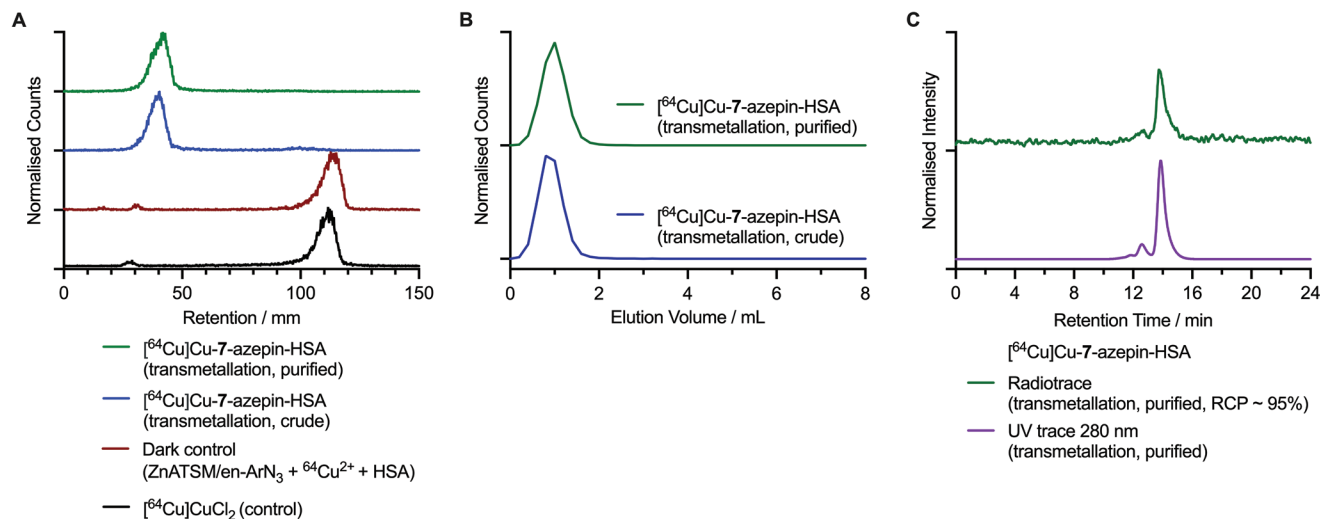 A
Normalised Counts
0
50
100
150
Retention / mm
[⁶⁴Cu]Cu-7-azepin-HSA
(transmetallation, purified)
[⁶⁴Cu]Cu-7-azepin-HSA
(transmetallation, crude)
Dark control
(ZnATSM/en-ArN₃ + ⁶⁴Cu²⁺ + HSA)
[⁶⁴Cu]CuCl₂ (control)
B
Normalised Counts
[⁶⁴Cu]Cu-7-azepin-HSA
(transmetallation, purified)
[⁶⁴Cu]Cu-7-azepin-HSA
(transmetallation, crude)
0
2
4
6
8
Elution Volume / mL
C
Normalised Intensity
0
4
8
12
16
20
24
Retention Time / min
[⁶⁴Cu]Cu-7-azepin-HSA
Radiotrace
(transmetallation, purified, RCP ~ 95%)
UV trace 280 nm
(transmetallation, purified)